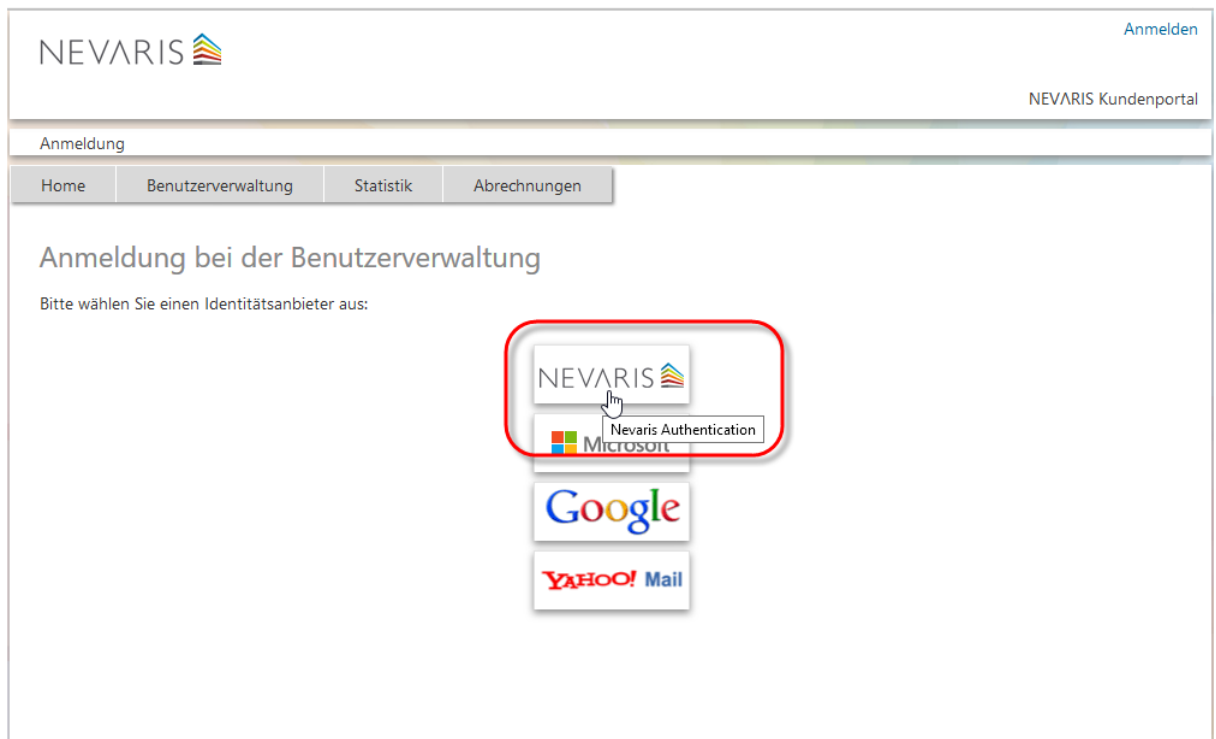 NEVARIS
Anmelden
NEVARIS Kundenportal
Anmeldung
Home Benutzerverwaltung Statistik Abrechnungen
Anmeldung bei der Benutzerverwaltung
Bitte wählen Sie einen Identitätsanbieter aus:
NEVARIS
Nevaris Authentication
Microsoft
Google
YAHOO! Mail